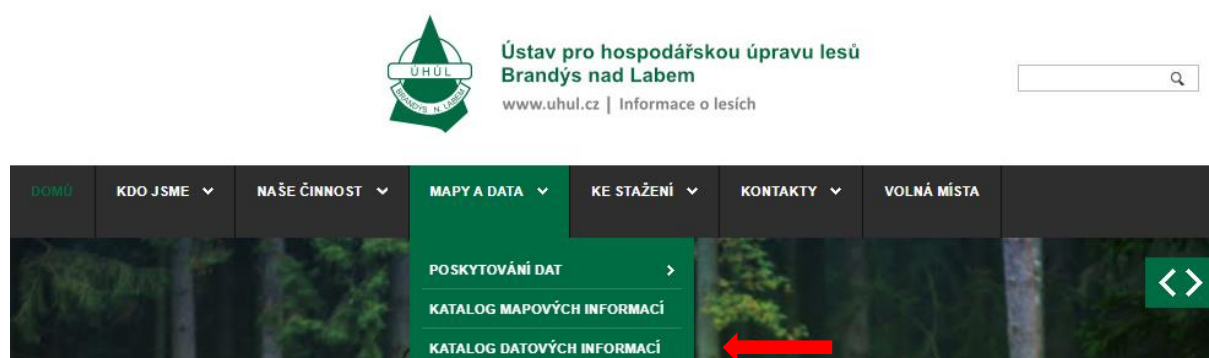 ÚHÚL
BRANDÝS N. LABEM
Ústav pro hospodářskou úpravu lesů
Brandýs nad Labem
www.uhul.cz | Informace o lesích
DOMŮ KDO JSME NAŠE ČINNOST MAPY A DATA KE STAŽENÍ KONTAKTY VOLNÁ MÍSTA
POSKYTOVÁNÍ DAT
KATALOG MAPOVÝCH INFORMACÍ
KATALOG DATOVÝCH INFORMACÍ